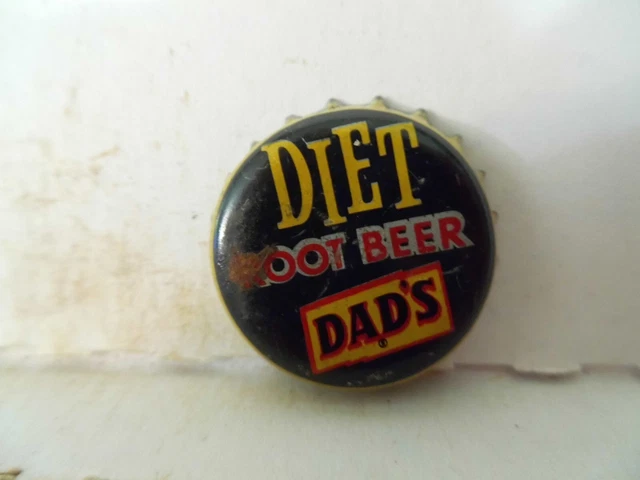 DIET
ROOT BEER
DAD'S
®